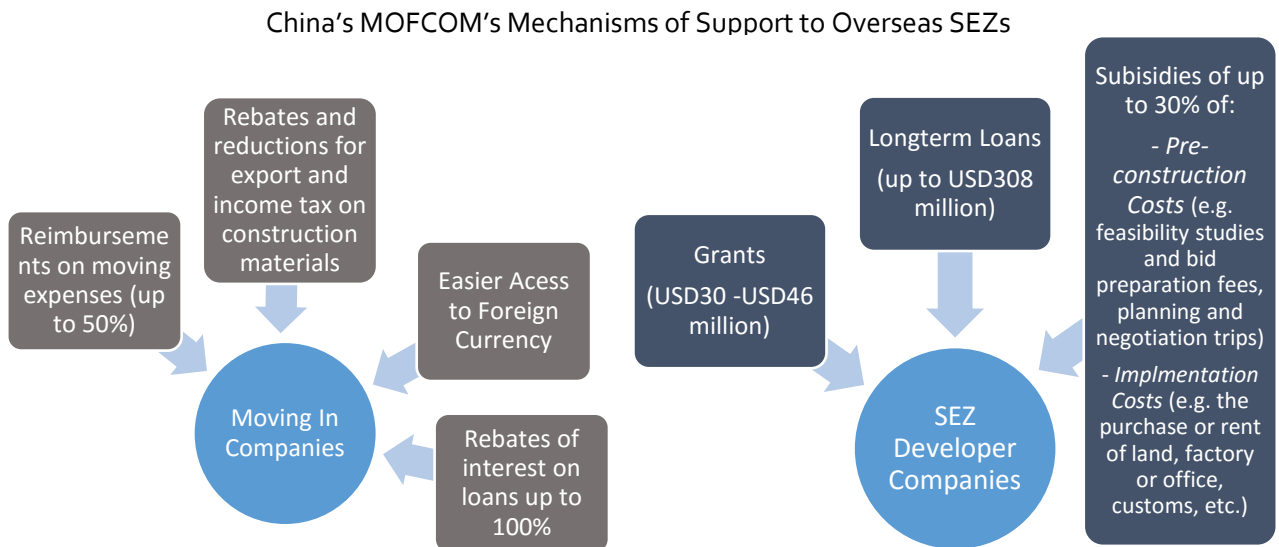 China's MOFCOM's Mechanisms of Support to Overseas SEZs
Reimburseme
nts on moving
expenses (up
to 50%)
Rebates and
reductions for
export and
income tax on
construction
materials
Easier Acess
to Foreign
Currency
Rebates of
interest on
loans up to
100%
Moving In
Companies
Grants
(USD30 -USD46
million)
Longterm Loans
(up to USD308
million)
Subisidies of up
to 30% of:
- Pre-
construction
Costs (e.g.
feasibility studies
and bid
preparation fees,
planning and
negotiation trips)
- Implmentation
Costs (e.g. the
purchase or rent
of land, factory
or office,
customs, etc.)
SEZ
Developer
Companies